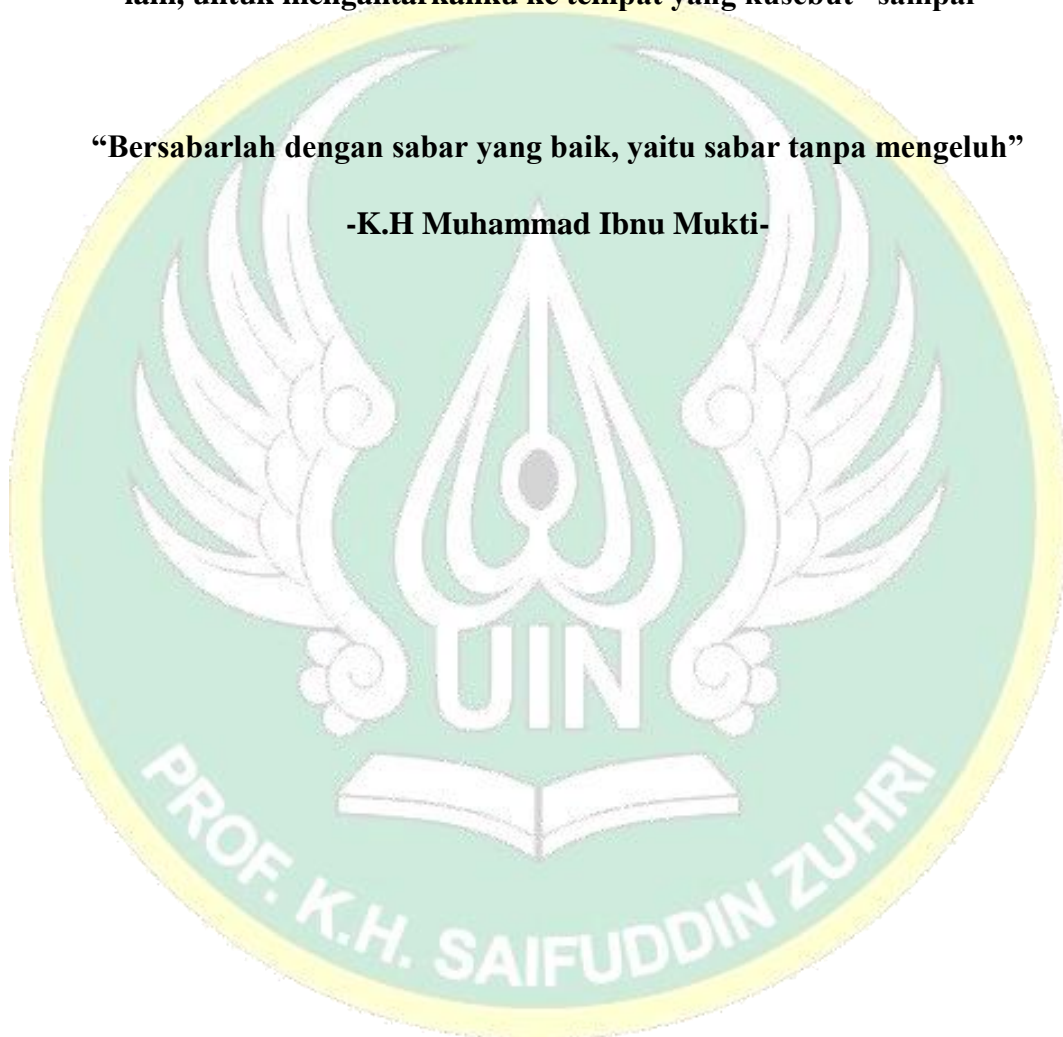 lain, untuk mengantarkanku ke tempat yang kusebut “sampai”
“Bersabarlah dengan sabar yang baik, yaitu sabar tanpa mengeluh”
-K.H Muhammad Ibnu Mukti-
UIN
PROF. K.H. SAIFUDDIN ZUHRI